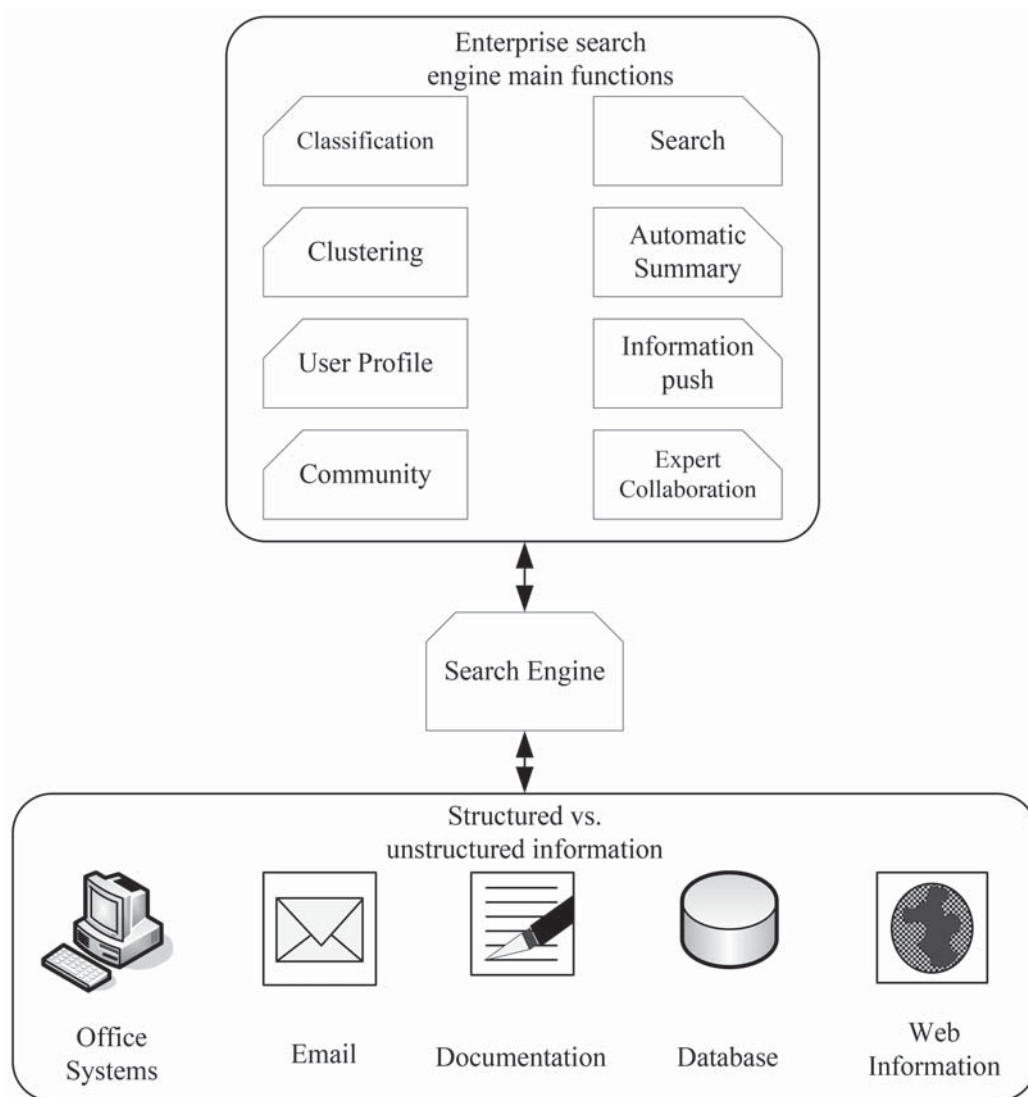 Enterprise search
engine main functions
Classification
Search
Clustering
Automatic
Summary
User Profile
Information
push
Community
Expert
Collaboration
Search Engine
Structured vs.
unstructured information
Office
Systems
Email
Documentation
Database
Web
Information